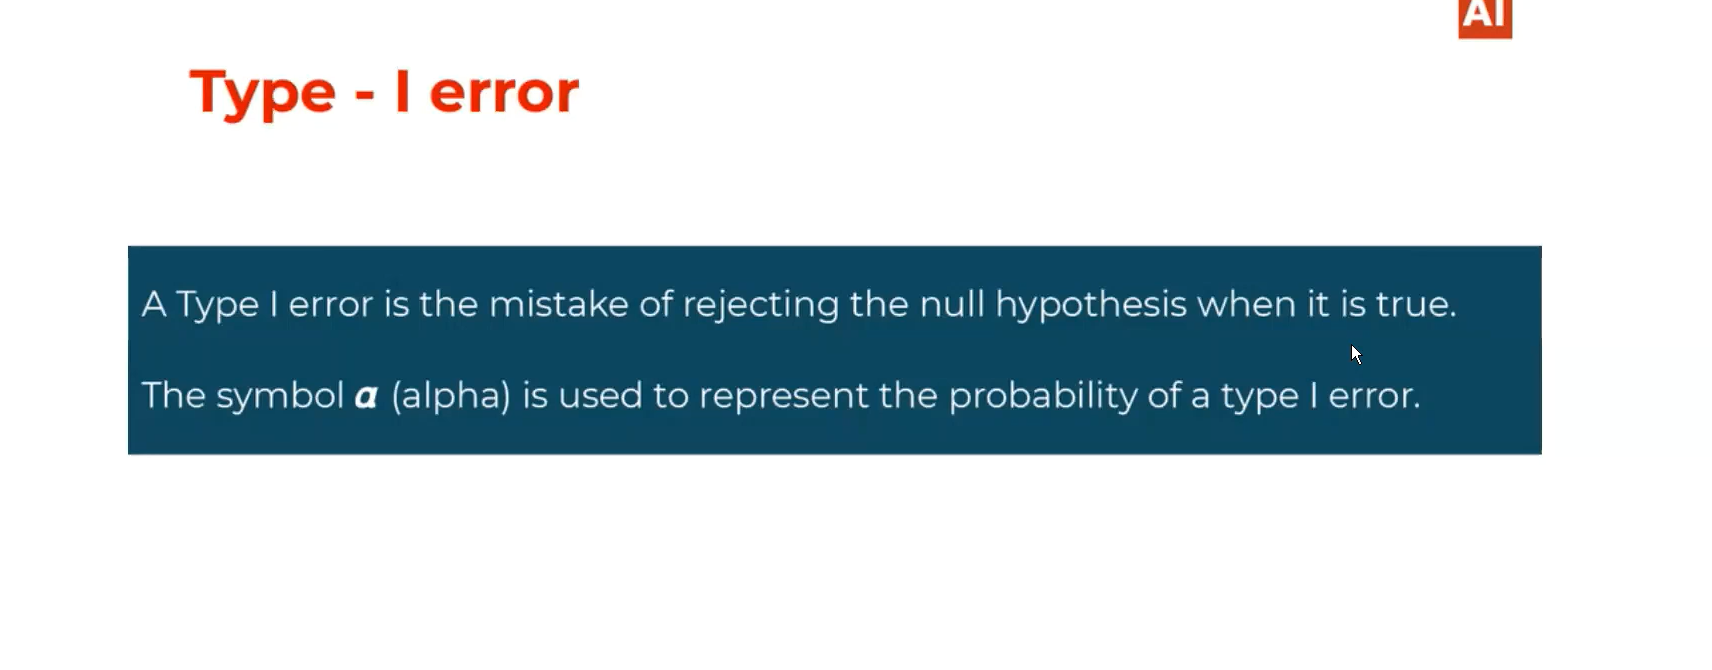 AI
Type - I error
A Type I error is the mistake of rejecting the null hypothesis when it is true.
The symbol α (alpha) is used to represent the probability of a type I error.